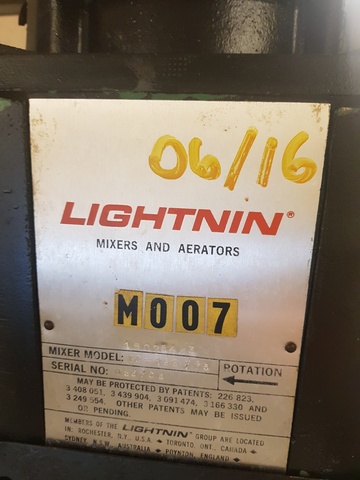 06/16
LIGHTNIN®
MIXERS AND AERATORS
M007
MIXER MODEL:
SERIAL NO:
ROTATION
MAY BE PROTECTED BY PATENTS: 226 823,
3 408 051, 3 439 904, 3 091 474, 3 166 330 AND
3 249 554. OTHER PATENTS MAY BE ISSUED
OR PENDING.
MEMBERS OF THE LIGHTNIN GROUP ARE LOCATED
IN: ROCHESTER, N.Y. U.S.A. • TORONTO ONT., CANADA •
SYDNEY N.S.W. AUSTRALIA • POYNTON, ENGLAND •